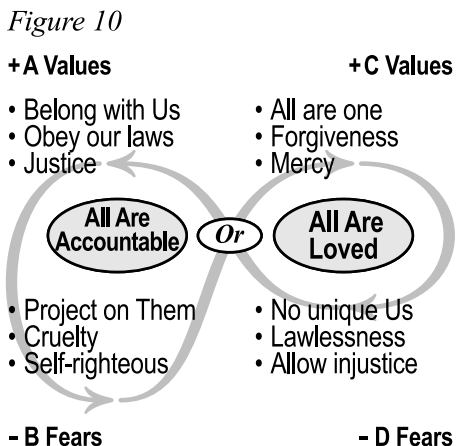 Figure 10
+A Values
+C Values
• Belong with Us
• Obey our laws
• Justice
• All are one
• Forgiveness
• Mercy
All Are
Accountable
Or
All Are
Loved
• Project on Them
• Cruelty
• Self-righteous
• No unique Us
• Lawlessness
• Allow injustice
– B Fears
– D Fears